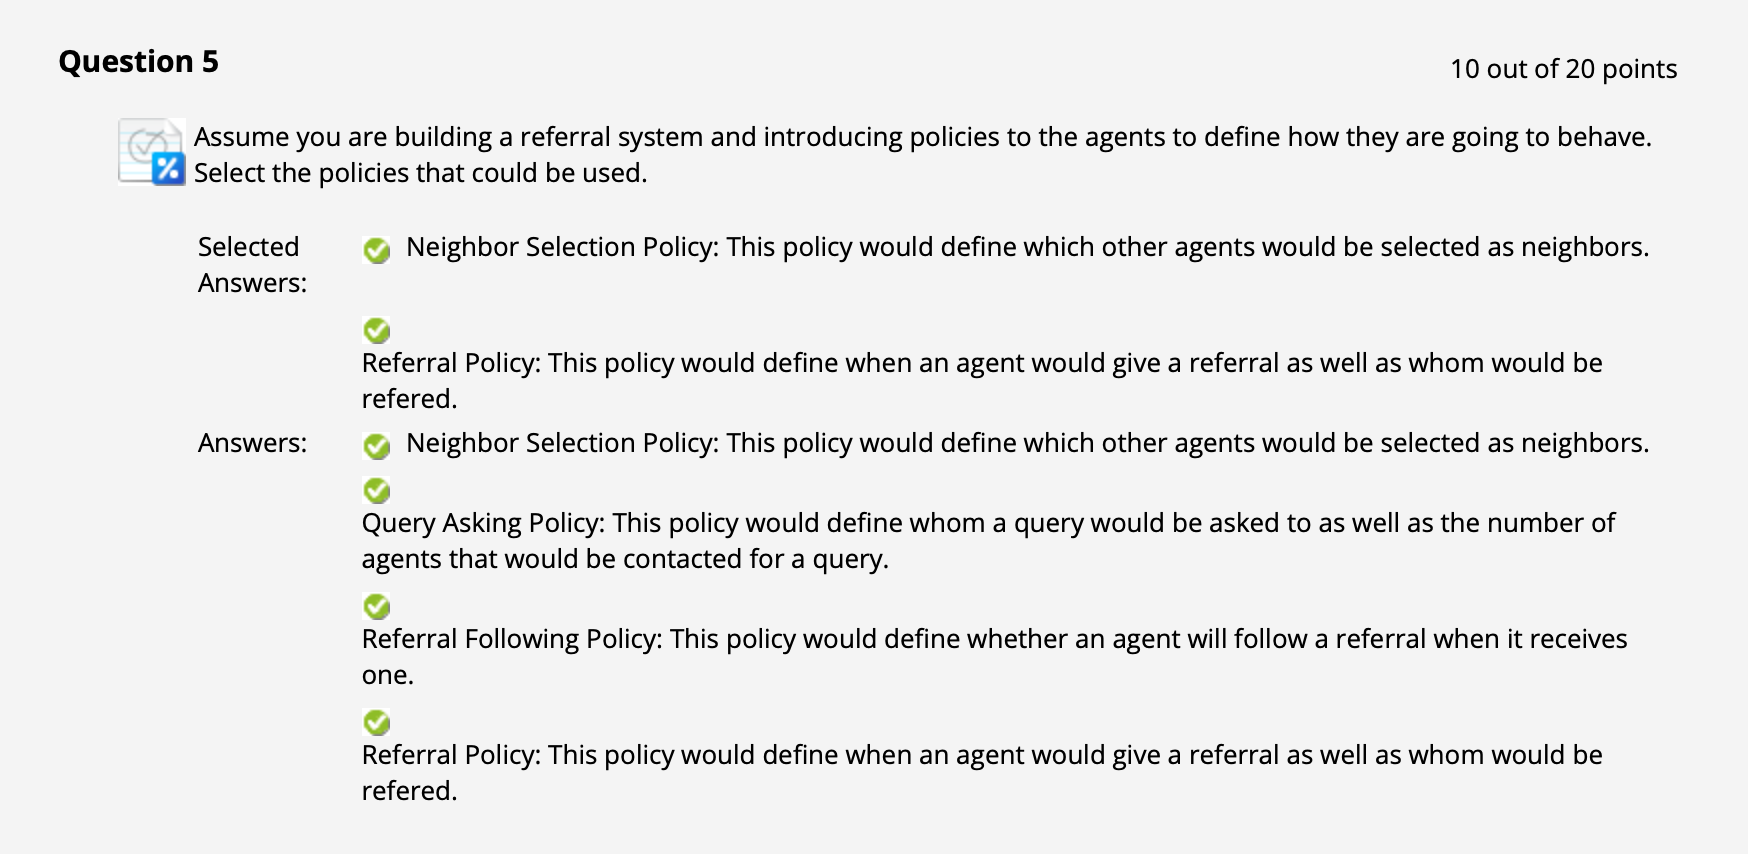 Question 5
10 out of 20 points
Assume you are building a referral system and introducing policies to the agents to define how they are going to behave.
Select the policies that could be used.
Selected
Answers:
Neighbor Selection Policy: This policy would define which other agents would be selected as neighbors.
Referral Policy: This policy would define when an agent would give a referral as well as whom would be
refered.
Answers:
Neighbor Selection Policy: This policy would define which other agents would be selected as neighbors.
Query Asking Policy: This policy would define whom a query would be asked to as well as the number of
agents that would be contacted for a query.
Referral Following Policy: This policy would define whether an agent will follow a referral when it receives
one.
Referral Policy: This policy would define when an agent would give a referral as well as whom would be
refered.